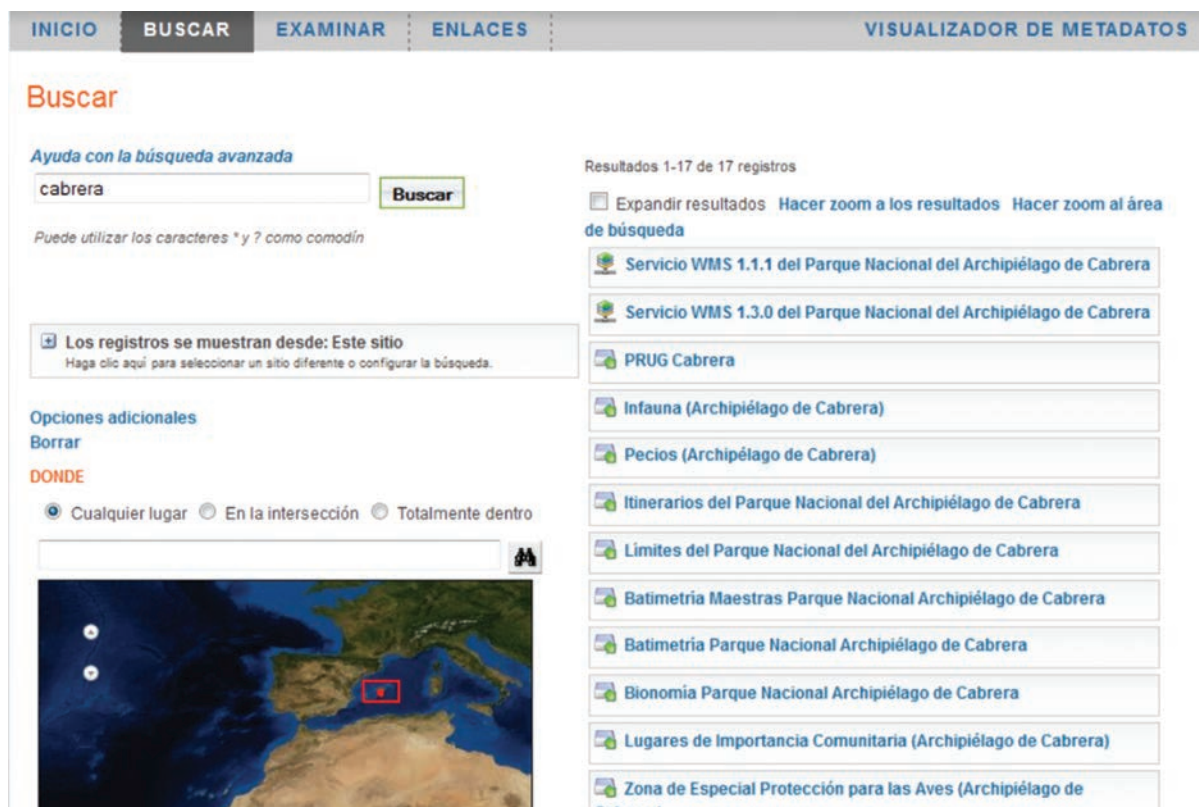 INICIO BUSCAR EXAMINAR ENLACES VISUALIZADOR DE METADATOS
Buscar
Ayuda con la búsqueda avanzada
cabrera
Buscar
Puede utilizar los caracteres * y ? como comodín
Los registros se muestran desde: Este sitio
Haga clic aquí para seleccionar un sitio diferente o configurar la búsqueda.
Opciones adicionales
Borrar
DONDE
Cualquier lugar En la intersección Totalmente dentro
Resultados 1-17 de 17 registros
Expandir resultados Hacer zoom a los resultados Hacer zoom al área
de búsqueda
Servicio WMS 1.1.1 del Parque Nacional del Archipiélago de Cabrera
Servicio WMS 1.3.0 del Parque Nacional del Archipiélago de Cabrera
PRUG Cabrera
Infauna (Archipiélago de Cabrera)
Pecios (Archipélago de Cabrera)
Itinerarios del Parque Nacional del Archipiélago de Cabrera
Límites del Parque Nacional del Archipiélago de Cabrera
Batimetría Maestras Parque Nacional Archipiélago de Cabrera
Batimetría Parque Nacional Archipiélago de Cabrera
Bionomía Parque Nacional Archipiélago de Cabrera
Lugares de Importancia Comunitaria (Archipiélago de Cabrera)
Zona de Especial Protección para las Aves (Archipiélago de